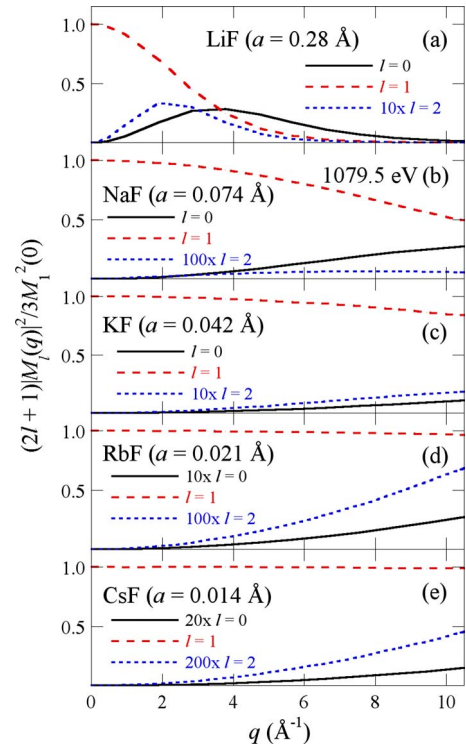 (2l + 1)|M_l(q)|²/3M_1²(0)
1.0
0.5
LiF (a = 0.28 Å)
(a)
l = 0
l = 1
10x l = 2
1.0
0.5
1079.5 eV (b)
NaF (a = 0.074 Å)
l = 0
l = 1
100x l = 2
1.0
0.5
KF (a = 0.042 Å)
(c)
l = 0
l = 1
10x l = 2
1.0
0.5
RbF (a = 0.021 Å)
(d)
10x l = 0
l = 1
100x l = 2
1.0
0.5
CsF (a = 0.014 Å)
(e)
20x l = 0
l = 1
200x l = 2
0 2 4 6 8 10
q (Å⁻¹)